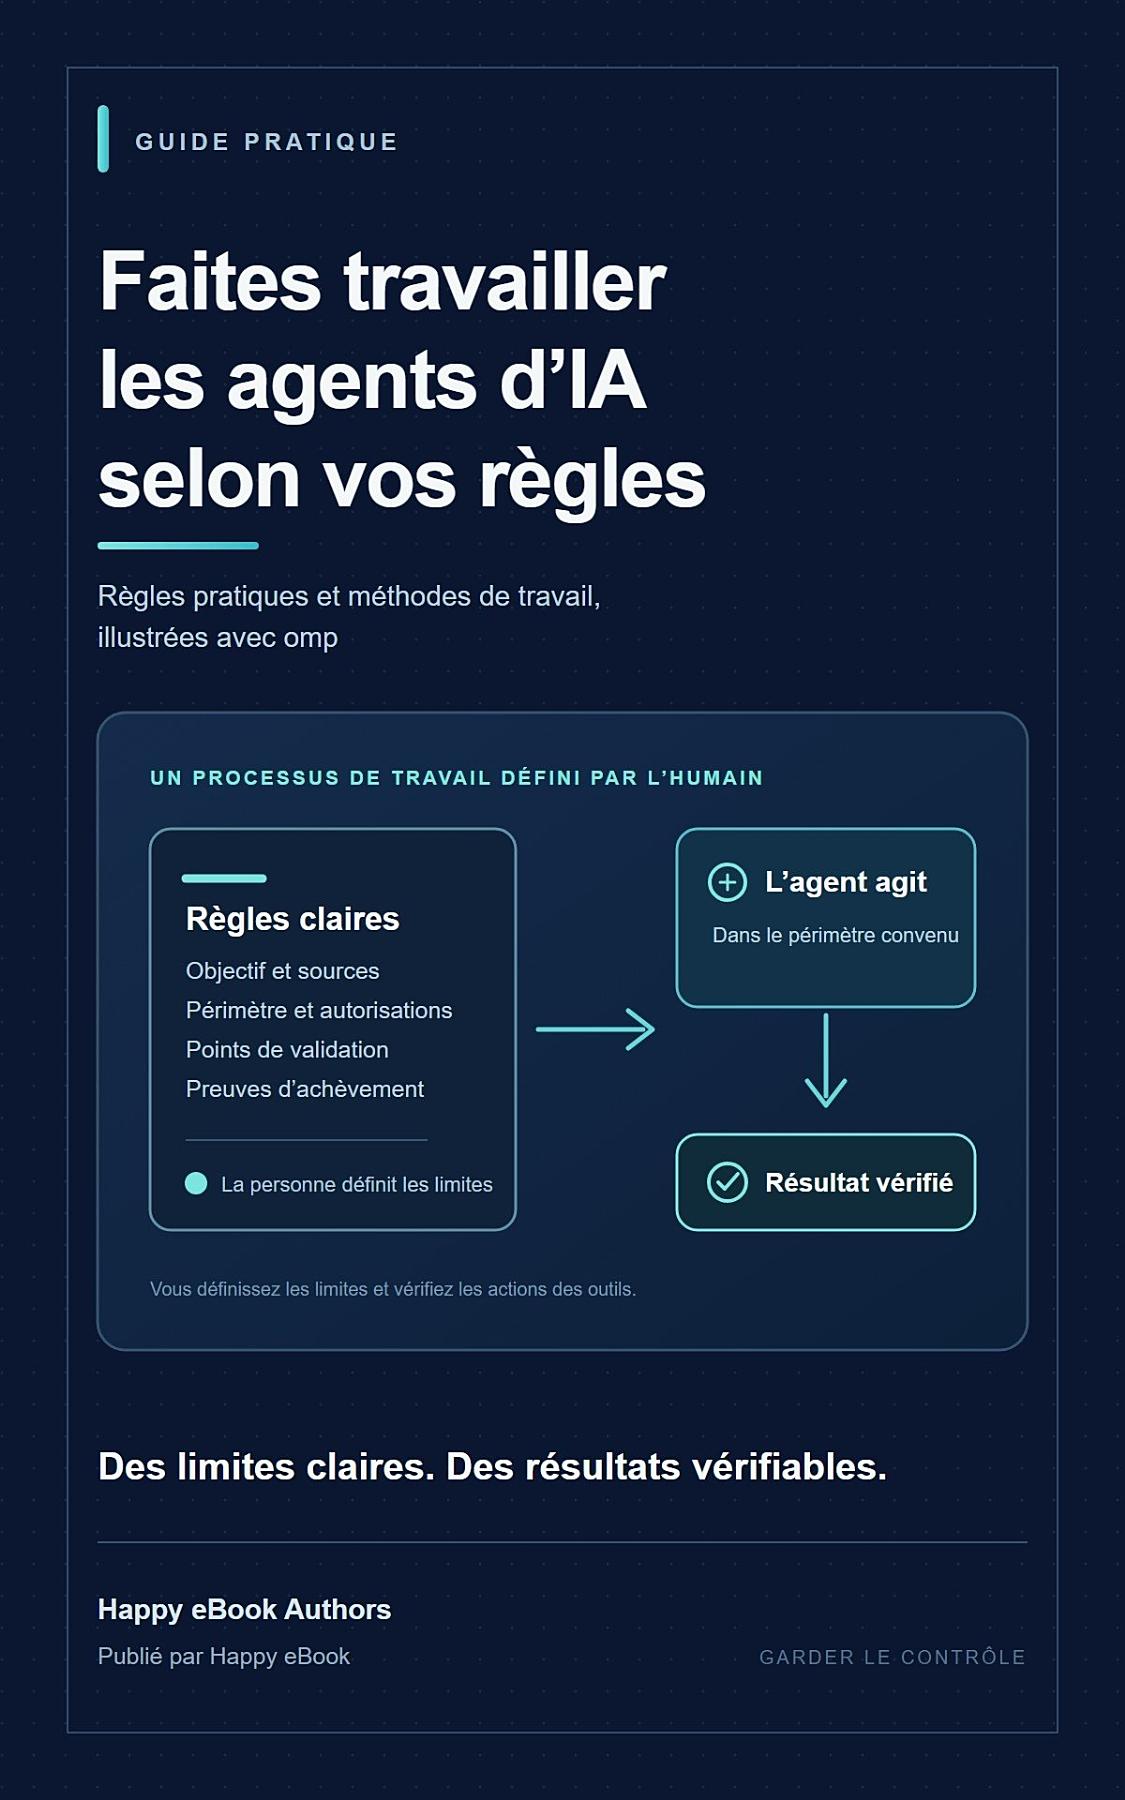 GUIDE PRATIQUE
Faites travailler
les agents d’IA
selon vos règles
Règles pratiques et méthodes de travail,
illustrées avec omp
UN PROCESSUS DE TRAVAIL DÉFINI PAR L’HUMAIN
Règles claires
Objectif et sources
Périmètre et autorisations
Points de validation
Preuves d’achèvement
La personne définit les limites
L’agent agit
Dans le périmètre convenu
Résultat vérifié
Vous définissez les limites et vérifiez les actions des outils.
Des limites claires. Des résultats vérifiables.
Happy eBook Authors
Publié par Happy eBook
GARDER LE CONTRÔLE